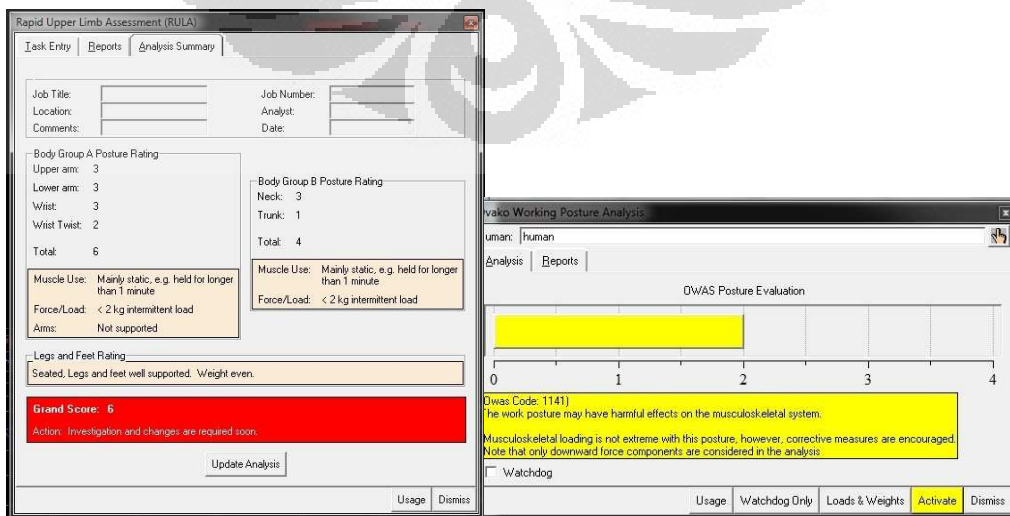 Rapid Upper Limb Assessment (RULA)
Task Entry Reports Analysis Summary
Job Title: Job Number:
Location: Analyst:
Comments: Date:
Body Group A Posture Rating
Upper arm: 3
Lower arm: 3
Wrist: 3
Wrist Twist: 2
Total: 6
Muscle Use: Mainly static, e.g. held for longer
than 1 minute
Force/Load: < 2 kg intermittent load
Arms: Not supported
Body Group B Posture Rating
Neck: 3
Trunk: 1
Total: 4
Muscle Use: Mainly static, e.g. held for longer
than 1 minute
Force/Load: < 2 kg intermittent load
Legs and Feet Rating
Seated, Legs and feet well supported. Weight even.
Grand Score: 6
Action: Investigation and changes are required soon.
Update Analysis
Usage Dismiss
vako Working Posture Analysis
uman: human
Analysis Reports
OWAS Posture Evaluation
0 1 2 3 4
Owas Code: 1141)
The work posture may have harmful effects on the musculoskeletal system.
Musculoskeletal loading is not extreme with this posture, however, corrective measures are encouraged.
Note that only downward force components are considered in the analysis
Watchdog
Usage Watchdog Only Loads & Weights Activate Dismiss